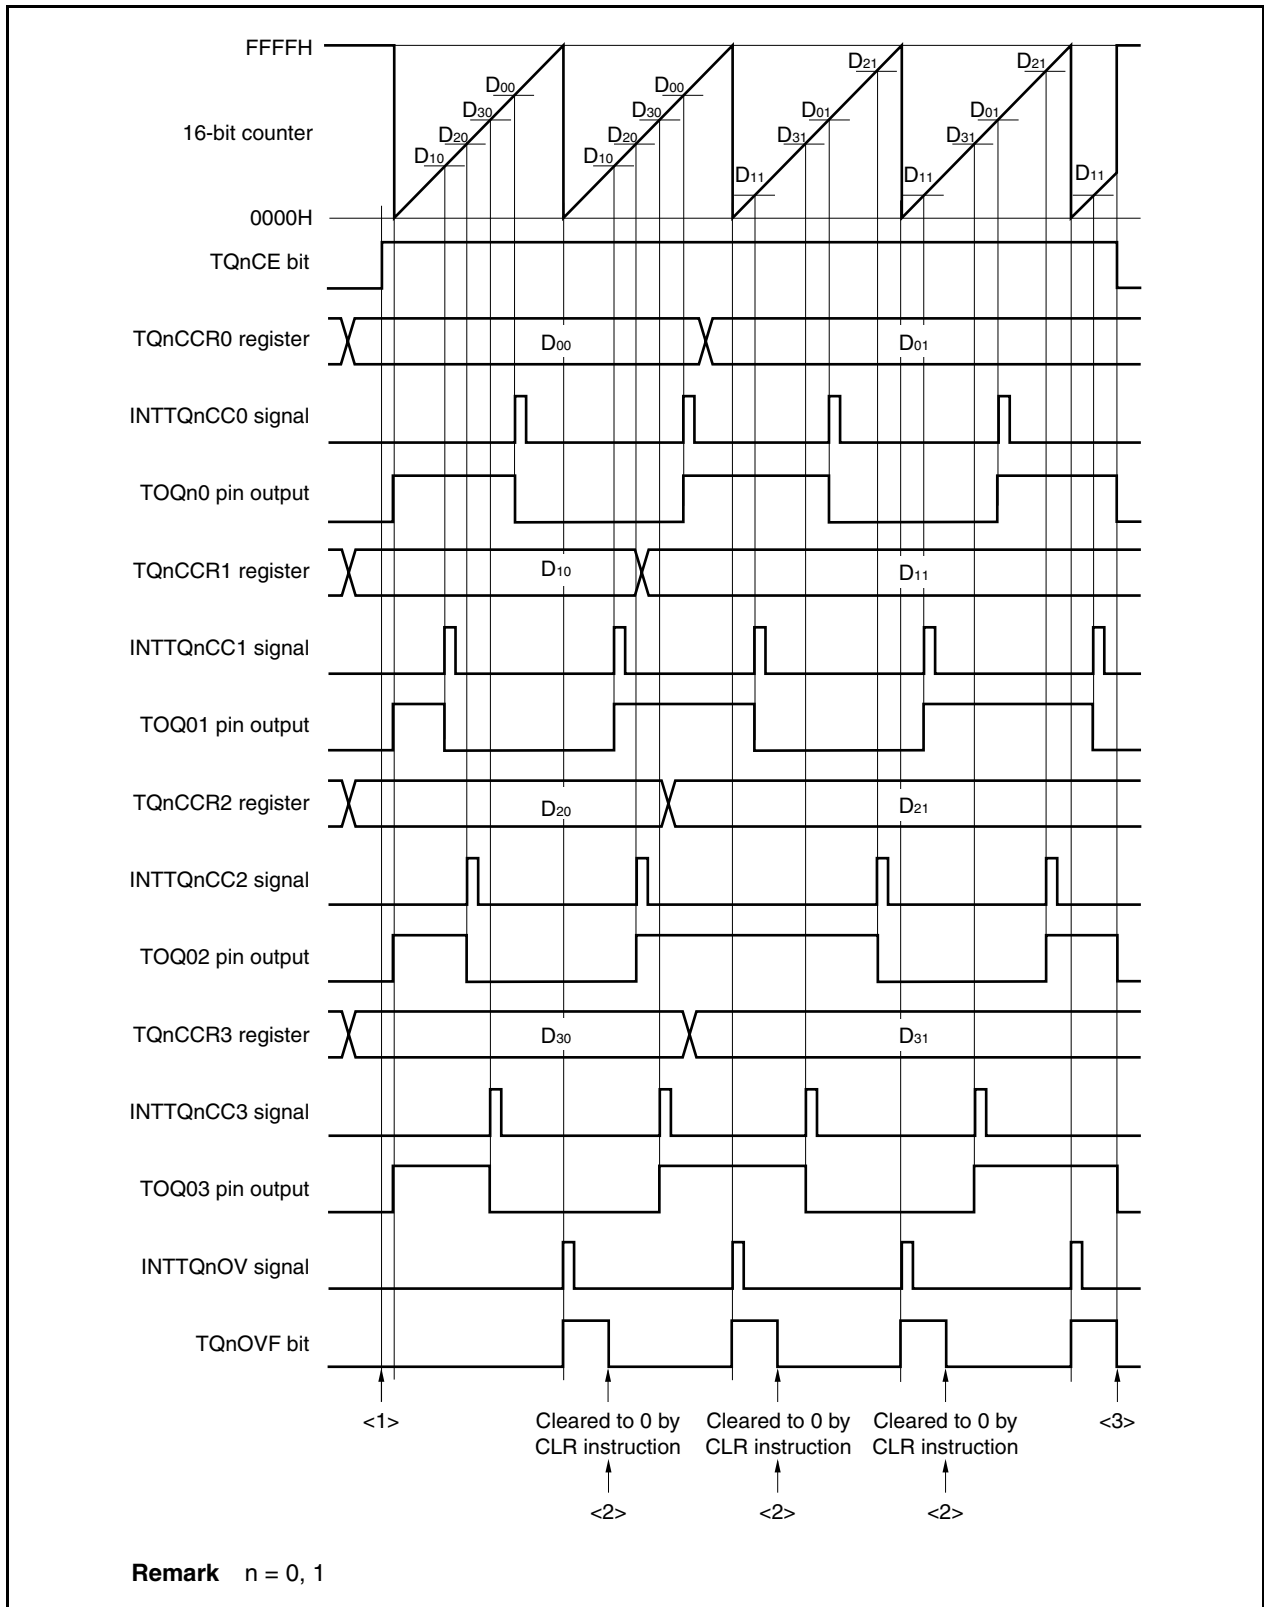 FFFFH
D21 D21
D00 D00
D30 D30 D01 D01
16-bit counter
D20 D20 D31 D31
D10 D10
D11 D11 D11
0000H
TQnCE bit
TQnCCR0 register
D00 D01
INTTQnCC0 signal
TOQn0 pin output
TQnCCR1 register
D10 D11
INTTQnCC1 signal
TOQ01 pin output
TQnCCR2 register
D20 D21
INTTQnCC2 signal
TOQ02 pin output
TQnCCR3 register
D30 D31
INTTQnCC3 signal
TOQ03 pin output
INTTQnOV signal
TQnOVF bit
<1> Cleared to 0 by Cleared to 0 by Cleared to 0 by <3>
CLR instruction CLR instruction CLR instruction
<2> <2> <2>
Remark n = 0, 1